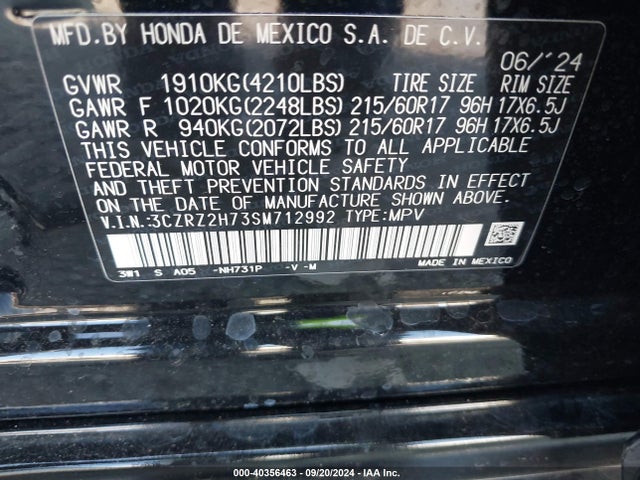 MFD.BY HONDA DE MEXICO S.A. DE C.V.
06/'24
GVWR 1910KG(4210LBS) TIRE SIZE RIM SIZE
GAWR F 1020KG(2248LBS) 215/60R17 96H 17X6.5J
GAWR R 940KG(2072LBS) 215/60R17 96H 17X6.5J
THIS VEHICLE CONFORMS TO ALL APPLICABLE
FEDERAL MOTOR VEHICLE SAFETY
AND THEFT PREVENTION STANDARDS IN EFFECT
ON THE DATE OF MANUFACTURE SHOWN ABOVE.
V.I.N.:3CZRZ2H73SM712992 TYPE:MPV
3W1 S A05 -NH731P -V -M MADE IN MEXICO
000-40356463 - 09/20/2024 - IAA Inc.